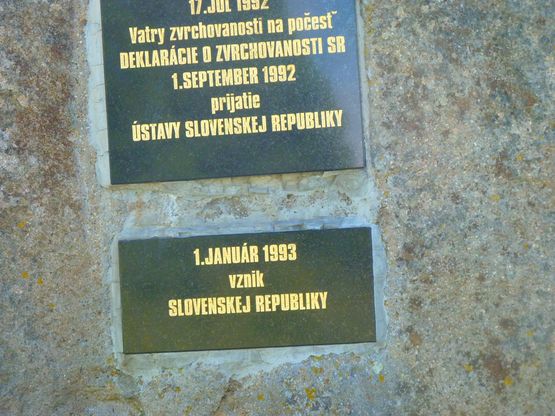 17.JÚL 1992
Vatry zvrchovanosti na počesť
DEKLARÁCIE O ZVRCHOVANOSTI SR
1.SEPTEMBER 1992
prijatie
ÚSTAVY SLOVENSKEJ REPUBLIKY
1.JANUÁR 1993
vznik
SLOVENSKEJ REPUBLIKY